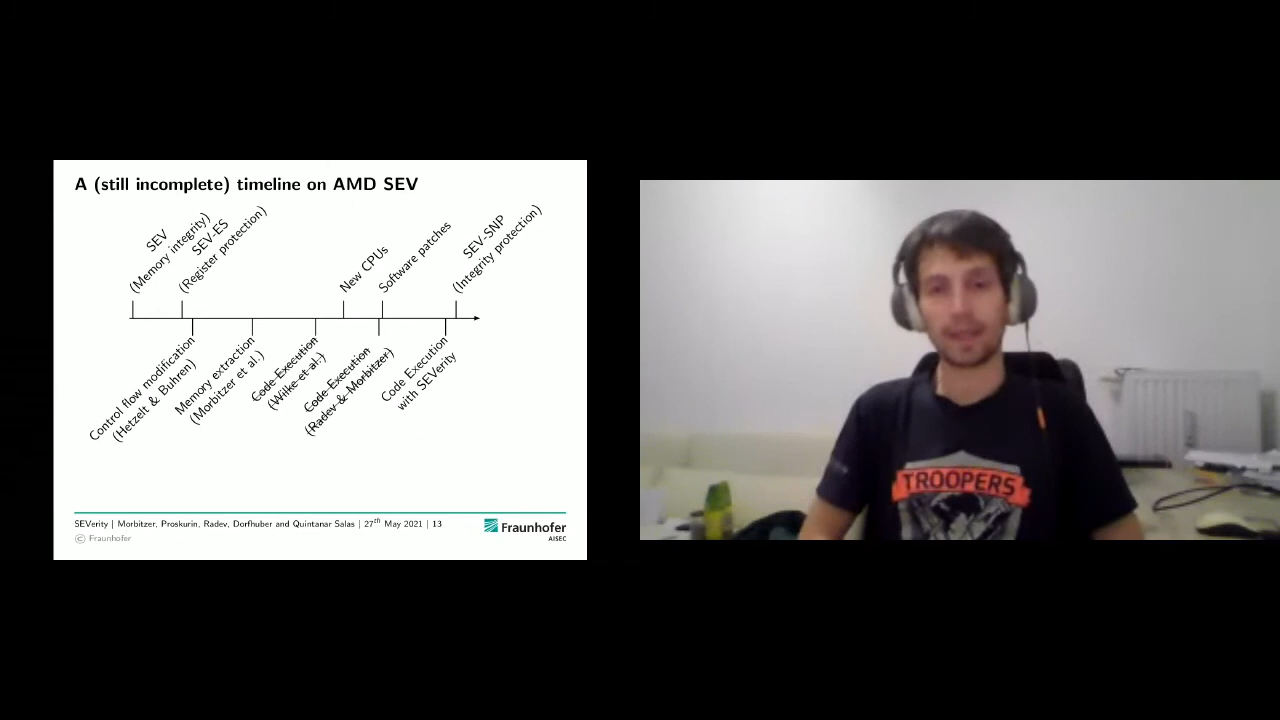 A (still incomplete) timeline on AMD SEV
SEV
(Memory integrity)
SEV-ES
(Register protection)
New CPUs
Software patches
SEV-SNP
(Integrity protection)
Control flow modification
(Hetzelt & Buhren)
Memory extraction
(Morbitzer et al.)
Code Execution
(Wilke et al.)
Code Execution
(Radev & Morbitzer)
Code Execution
with SEVerity
SEVerity | Morbitzer, Proskurin, Radev, Dorfhuber and Quintanar Salas | 27th May 2021 | 13
© Fraunhofer
Fraunhofer
AISEC
TROOPERS